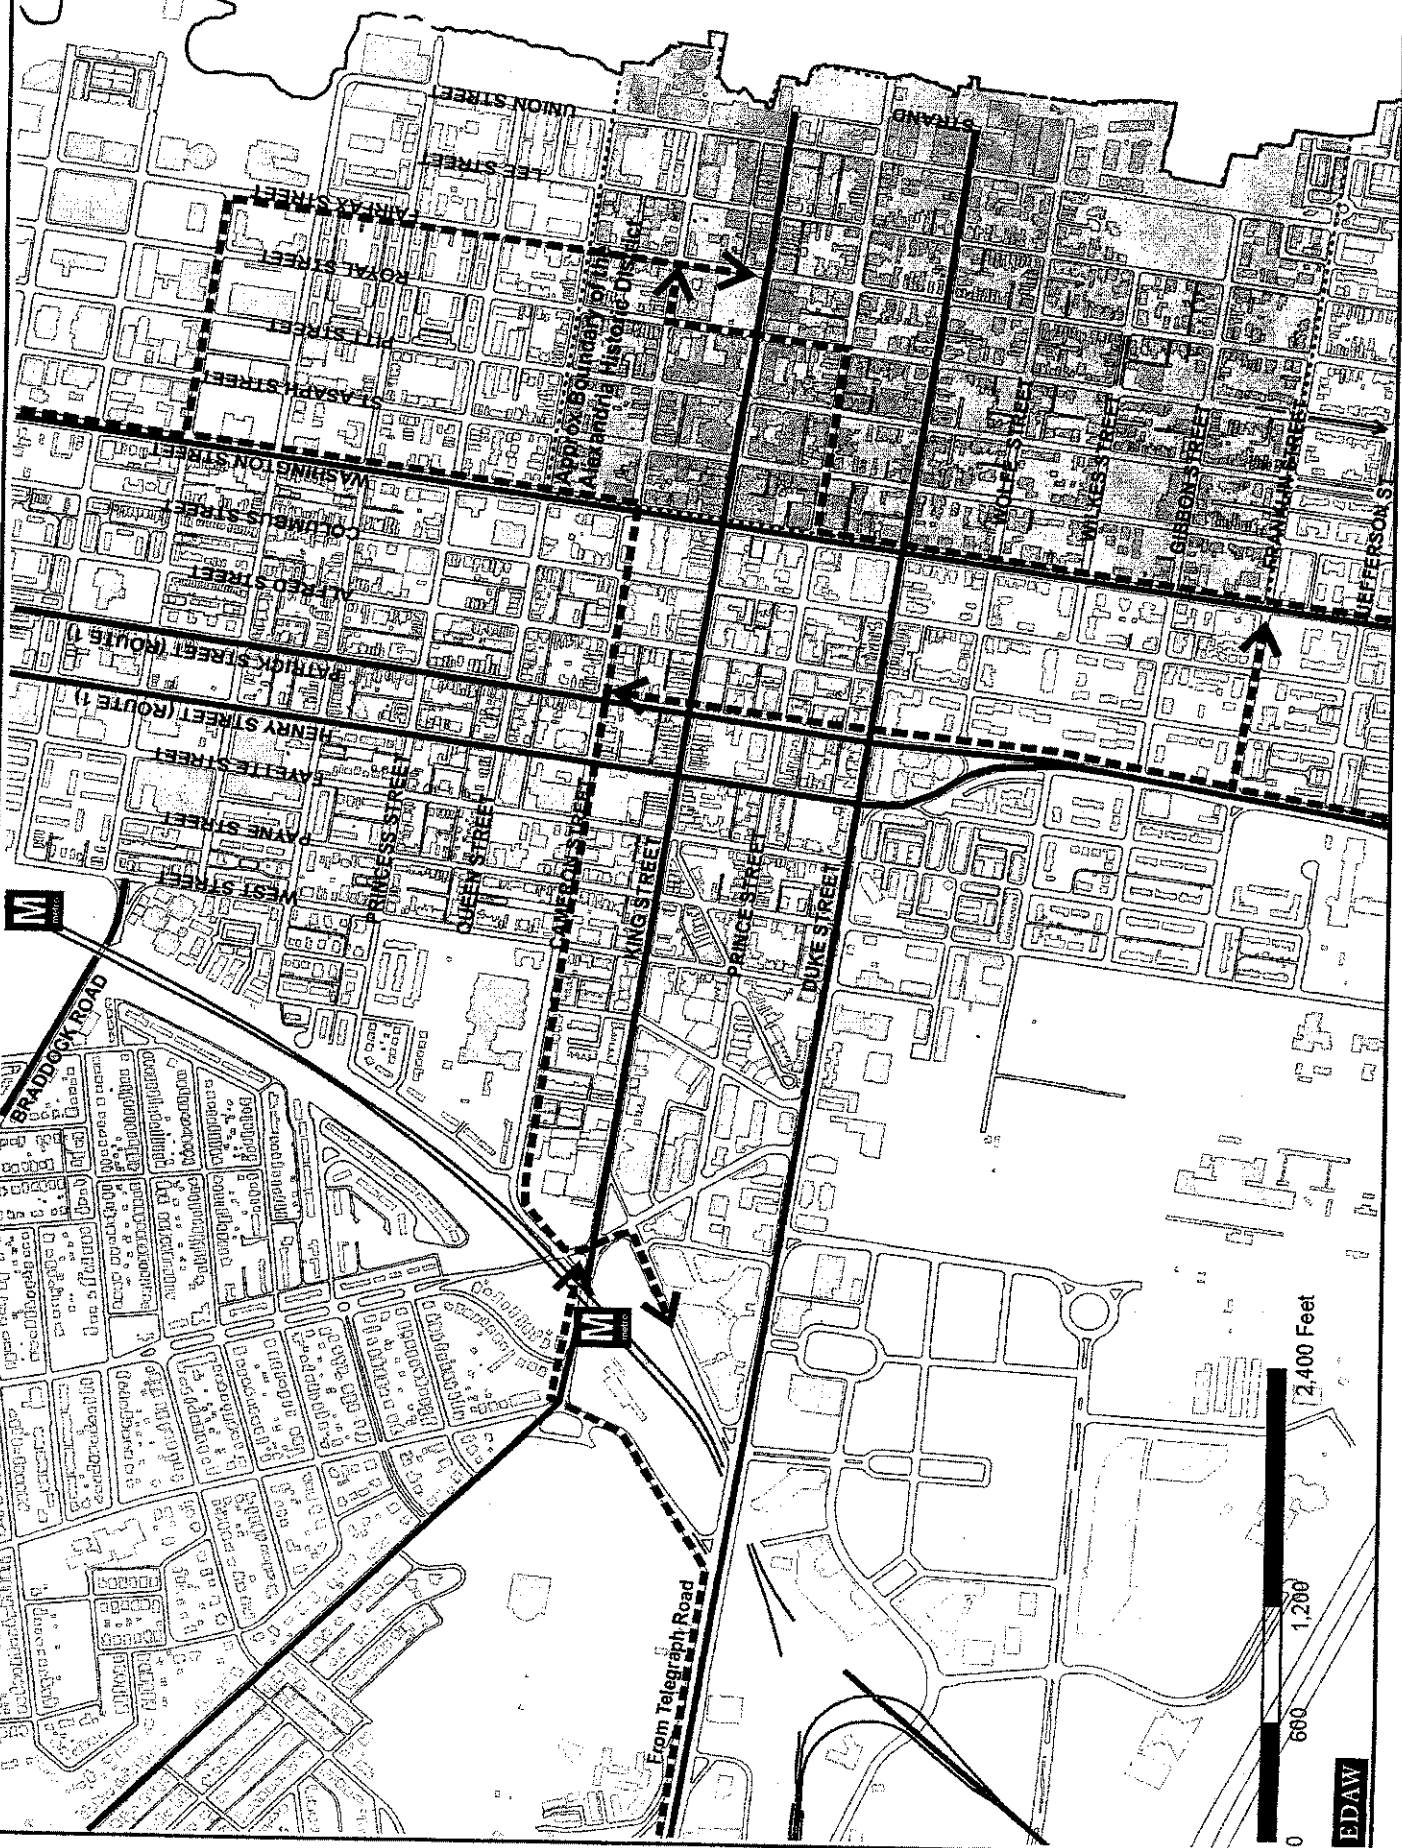 UNION STREET
STRAND
LEE STREET
FAIRFAX STREET
ROYAL STREET
PITT STREET
ST. ASAPH STREET
WASHINGTON STREET
COLUMBUS STREET
ALFRED STREET
PATRICK STREET (ROUTE 1)
HENRY STREET (ROUTE 1)
FAYETTE STREET
PAYNE STREET
WEST STREET
Approx. Boundary of the
Alexandria Historic District
PRINCESS STREET
QUEEN STREET
CAMERON STREET
KING STREET
PRINCE STREET
DUKE STREET
WOLFE STREET
WILKES STREET
GIBBON STREET
FRANKLIN STREET
JEFFERSON ST
BRADDOCK ROAD
M
metro
M
metro
From Telegraph Road
0 600 1,200 2,400 Feet
EDAW